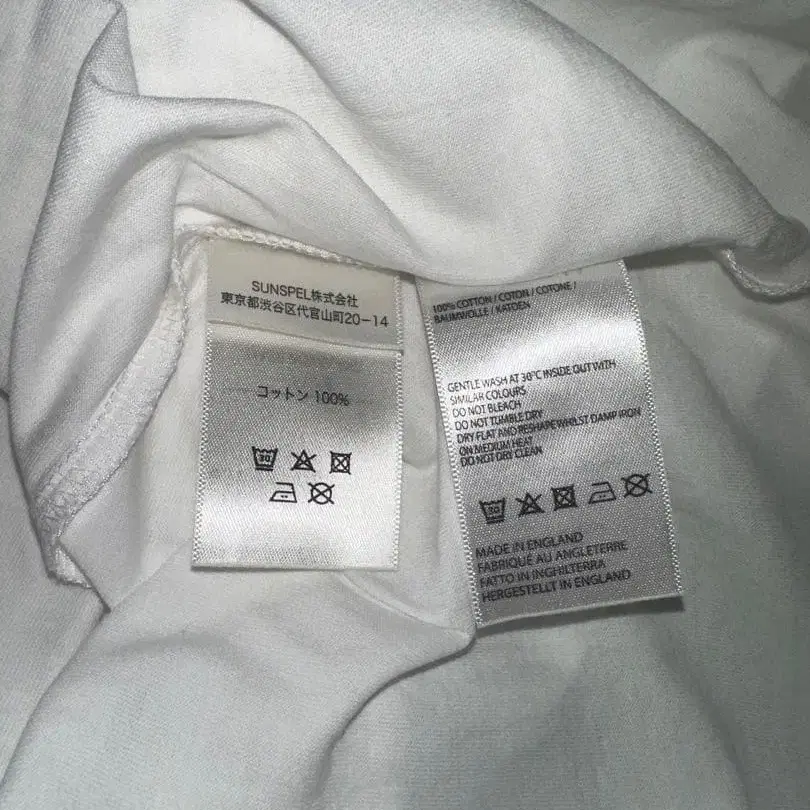 SUNSPEL株式会社
東京都渋谷区代官山町20-14
コットン 100%
30
100% COTTON / COTON / COTONE /
BAUMWOLLE / KATOEN
GENTLE WASH AT 30°C INSIDE OUT WITH
SIMILAR COLOURS
DO NOT BLEACH
DO NOT TUMBLE DRY
DRY FLAT AND RESHAPE WHILST DAMP IRON
ON MEDIUM HEAT
DO NOT DRY CLEAN
30
MADE IN ENGLAND
FABRIQUÉ AU ANGLETERRE
FATTO IN INGHILTERRA
HERGESTELLT IN ENGLAND